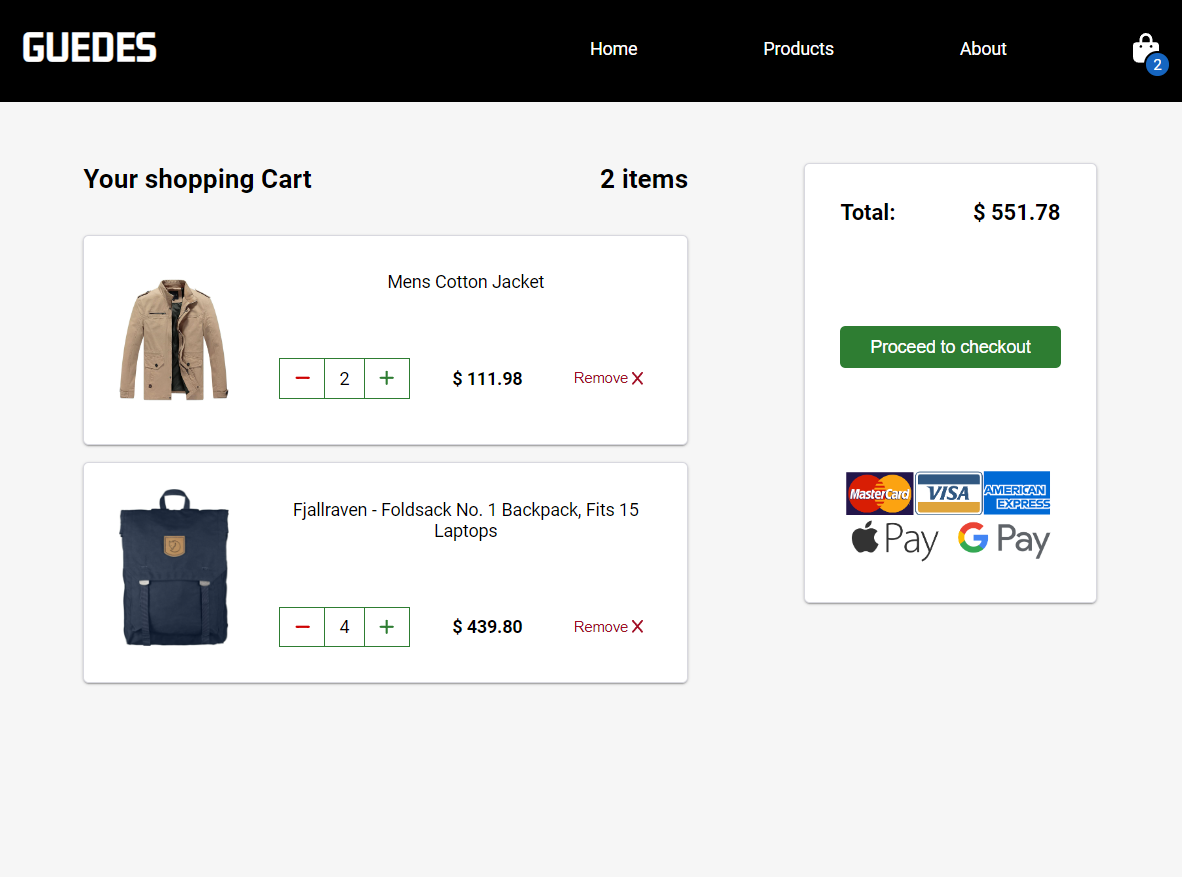 GUEDES
Home
Products
About
2
Your shopping Cart
2 items
Mens Cotton Jacket
2
$ 111.98
Remove
Fjallraven - Foldsack No. 1 Backpack, Fits 15
Laptops
4
$ 439.80
Remove
Total:
$ 551.78
Proceed to checkout
MasterCard
VISA
AMERICAN
EXPRESS
Pay
G Pay